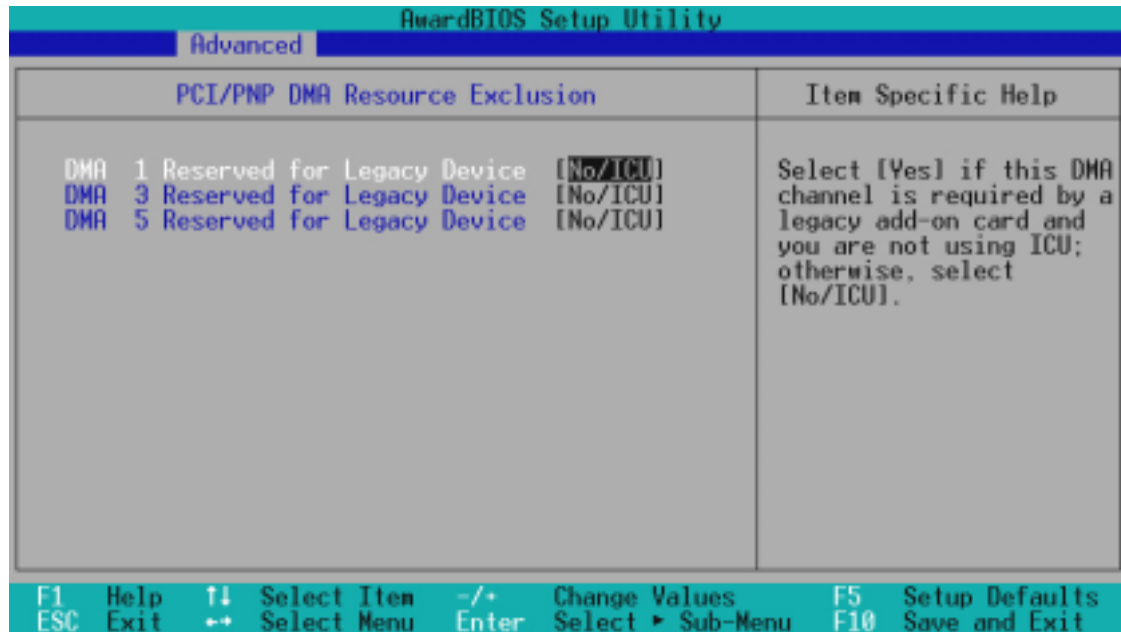 AwardBIOS Setup Utility
Advanced
PCI/PNP DMA Resource Exclusion
Item Specific Help
DMA 1 Reserved for Legacy Device [No/ICU]
DMA 3 Reserved for Legacy Device [No/ICU]
DMA 5 Reserved for Legacy Device [No/ICU]
Select [Yes] if this DMA
channel is required by a
legacy add-on card and
you are not using ICU;
otherwise, select
[No/ICU].
F1 Help ↑↓ Select Item -/+ Change Values F5 Setup Defaults
ESC Exit ←→ Select Menu Enter Select ► Sub-Menu F10 Save and Exit